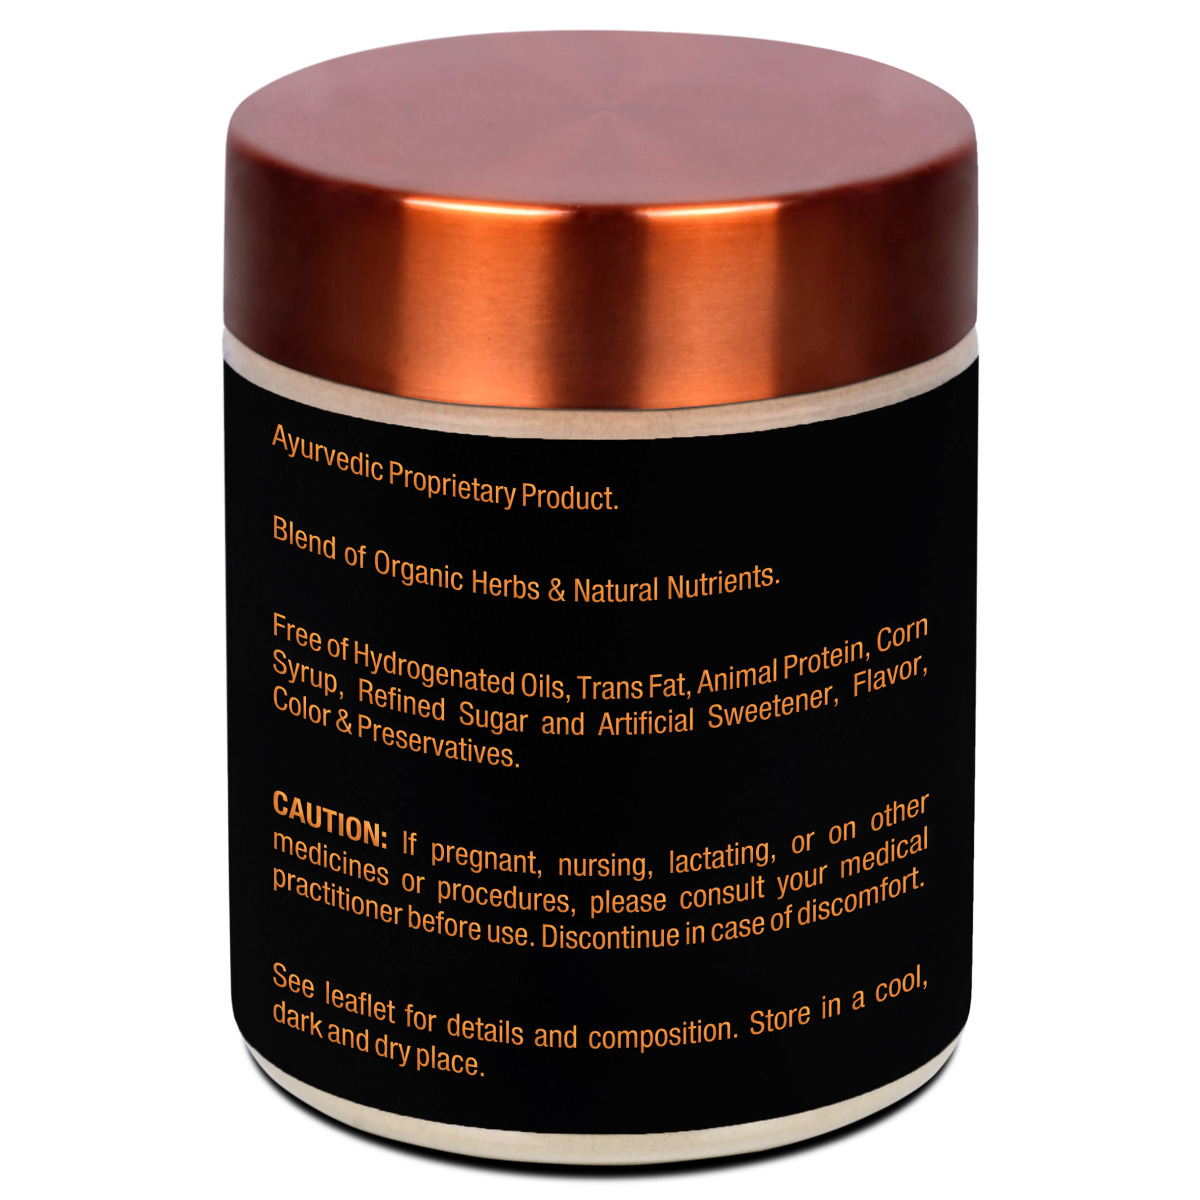 Ayurvedic Proprietary Product.
Blend of Organic Herbs & Natural Nutrients.
Free of Hydrogenated Oils, Trans Fat, Animal Protein, Corn
Syrup, Refined Sugar and Artificial Sweetener, Flavor,
Color & Preservatives.
CAUTION: If pregnant, nursing, lactating, or on other
medicines or procedures, please consult your medical
practitioner before use. Discontinue in case of discomfort.
See leaflet for details and composition. Store in a cool,
dark and dry place.